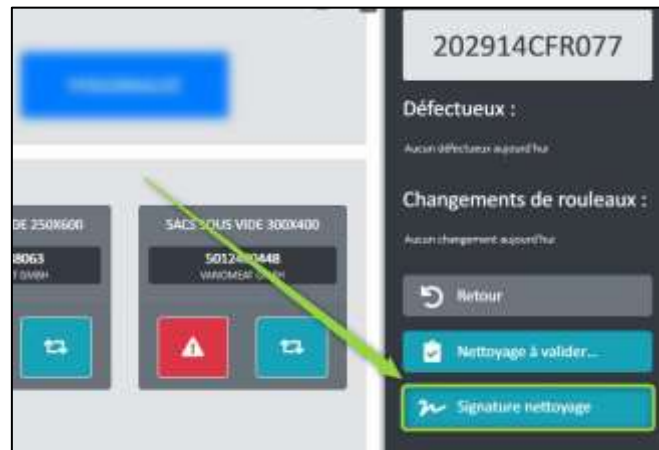 202914CFR077
Défectueux :
Aucun défectueux aujourd'hui
Changements de rouleaux :
Aucun changement aujourd'hui
DE 250X600
SACS SOUS VIDE 300X400
8063
GMBH
Retour
Nettoyage à valider...
Signature nettoyage